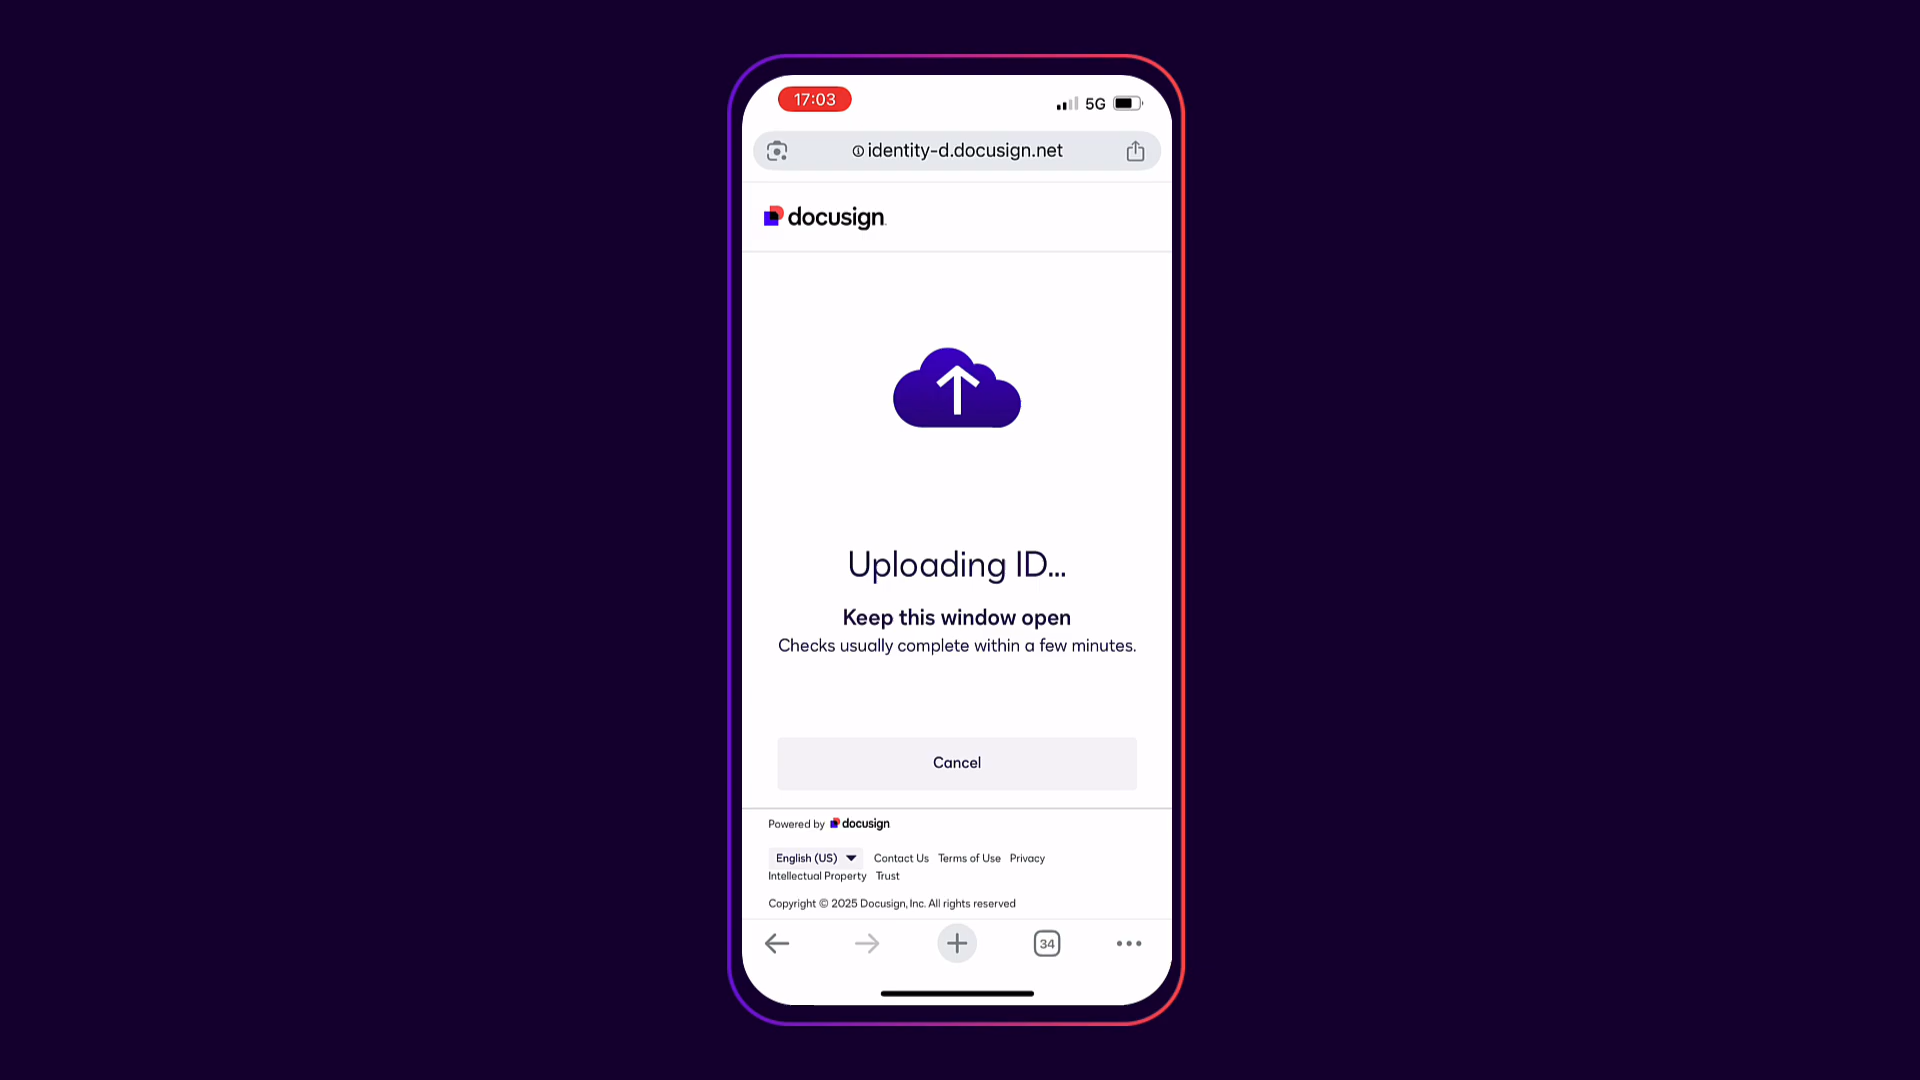 17:03
5G
identity-d.docusign.net
docusign
Uploading ID...
Keep this window open
Checks usually complete within a few minutes.
Cancel
Powered by docusign
English (US) Contact Us Terms of Use Privacy
Intellectual Property Trust
Copyright © 2025 Docusign, Inc. All rights reserved
34